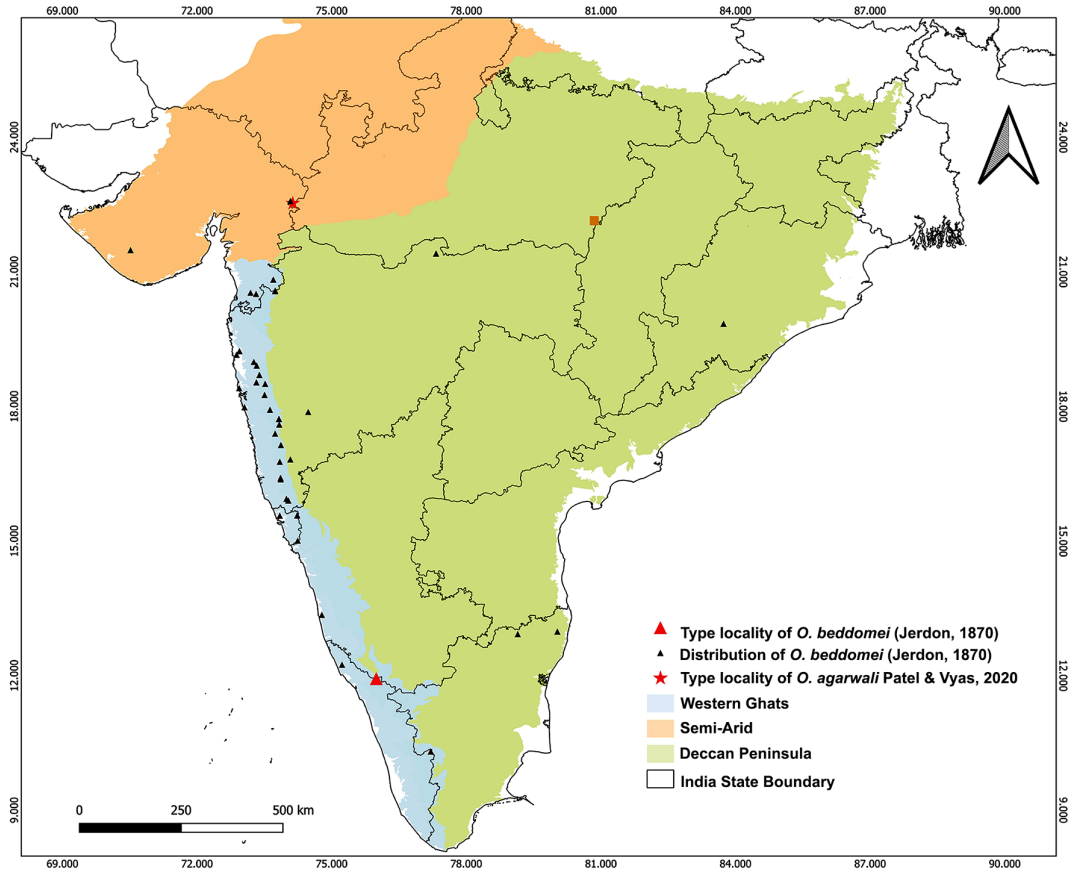 69.000 72.000 75.000 78.000 81.000 84.000 87.000 90.000
24.000 24.000
21.000 21.000
18.000 18.000
15.000 15.000
12.000 12.000
9.000 9.000
Type locality of O. beddomei (Jerdon, 1870)
Distribution of O. beddomei (Jerdon, 1870)
Type locality of O. agarwali Patel & Vyas, 2020
Western Ghats
Semi-Arid
Deccan Peninsula
India State Boundary
0 250 500 km
69.000 72.000 75.000 78.000 81.000 84.000 87.000 90.000